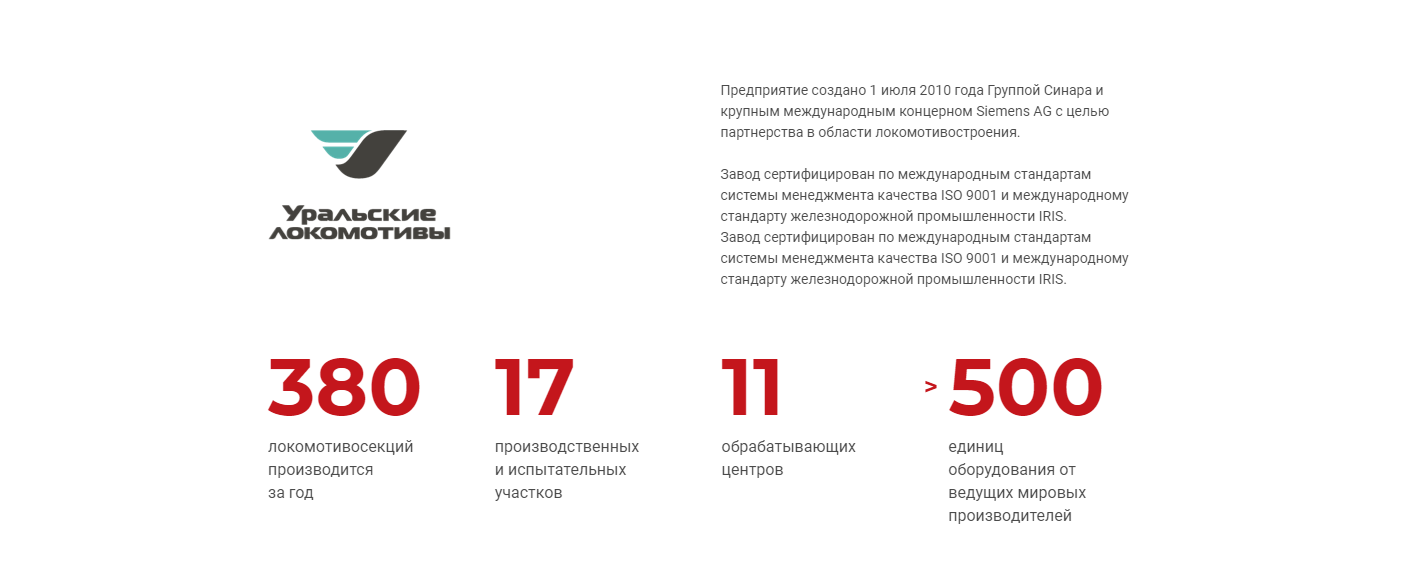 Предприятие создано 1 июля 2010 года Группой Синара и
крупным международным концерном Siemens AG с целью
партнерства в области локомотивостроения.
Завод сертифицирован по международным стандартам
системы менеджмента качества ISO 9001 и международному
стандарту железнодорожной промышленности IRIS.
Завод сертифицирован по международным стандартам
системы менеджмента качества ISO 9001 и международному
стандарту железнодорожной промышленности IRIS.
Уральские
локомотивы
380
локомотивосекций
производится
за год
17
производственных
и испытательных
участков
11
обрабатывающих
центров
> 500
единиц
оборудования от
ведущих мировых
производителей